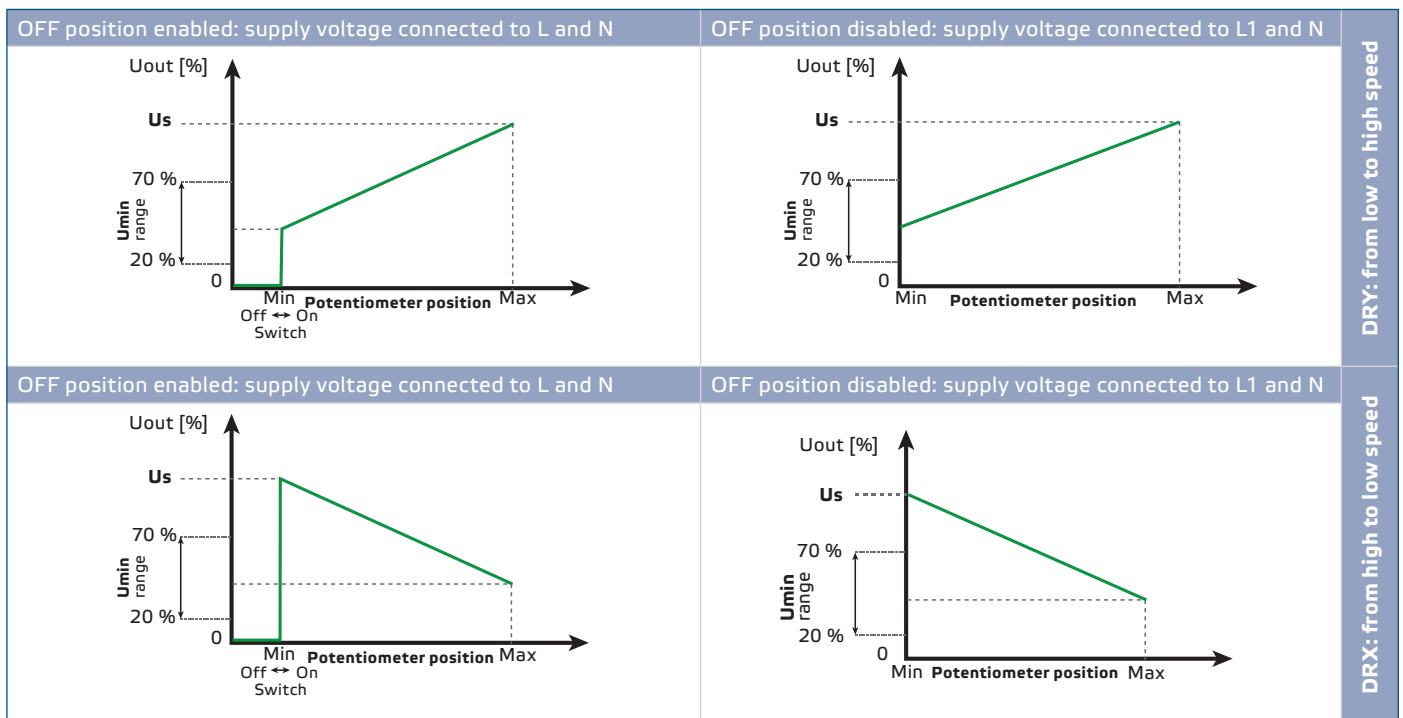 OFF position enabled: supply voltage connected to L and N
Uout [%]
Us
70 %
Umin
range
20 %
0
Min
Potentiometer position
Max
Off ↔ On
Switch
OFF position disabled: supply voltage connected to L1 and N
Uout [%]
Us
70 %
Umin
range
20 %
0
Min
Potentiometer position
Max
DRY: from low to high speed
OFF position enabled: supply voltage connected to L and N
Uout [%]
Us
70 %
Umin
range
20 %
0
Min
Potentiometer position
Max
Off ↔ On
Switch
OFF position disabled: supply voltage connected to L1 and N
Uout [%]
Us
70 %
Umin
range
20 %
0
Min
Potentiometer position
Max
DRX: from high to low speed